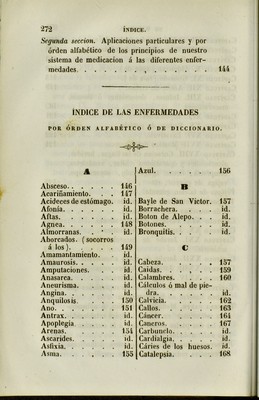 272 ÍNDICE.
Segunda seccion. Aplicaciones particulares y por
órden alfabético de los principios de nuestro
sistema de medicacion á las diferentes enfer-
medades. . . . . . . . . . . . 144
INDICE DE LAS ENFERMEDADES
POR ÓRDEN ALFABÉTICO Ó DE DICCIONARIO.
A
Absceso. . . . . . 146
Acariñamiento. . . . 147
Acideces de estómago. id.
Afonia. . . . . . id.
Aftas. . . . . . id.
Agnea. . . . . . 148
Almorranas. . . . . id.
Ahorcados. (socorros
á los ). . . . . . 149
Amamantamiento. id.
Amaurosis. . . . . id.
Amputaciones. . . . id.
Anasarca. . . . . id.
Aneurisma. . . . . id.
Angina. . . . . . id.
Anquilosis. . . . . 150
Ano. . . . . . . 151
Antrax. . . . . . id.
Apoplegia . . . . . id.
Arenas. . . . . . 154
Ascarides. . . . . id.
Asfixia. . . . . . id.
Asma. . . . . . 155
Azul. . . . . . 156
B
Bayle de San Victor. 157
Borrachera. . . . . id.
Boton de Alepo. . . id.
Botones. . . . . . id.
Bronquitis. . . . . id.
C
Cabeza. . . . . . 157
Caidas. . . . . . 159
Calambres. . . . . 160
Cálculos ó mal de pie-
dra. . . . . . id.
Calvicia. . . . . . 162
Callos. . . . . . 163
Cáncer. . . . . . 164
Canceros. . . . . 167
Carbunclo. . . . . id.
Cardialgia. . . . . id.
Cáries de los huesos. id.
Catalepsia. . . . . 168